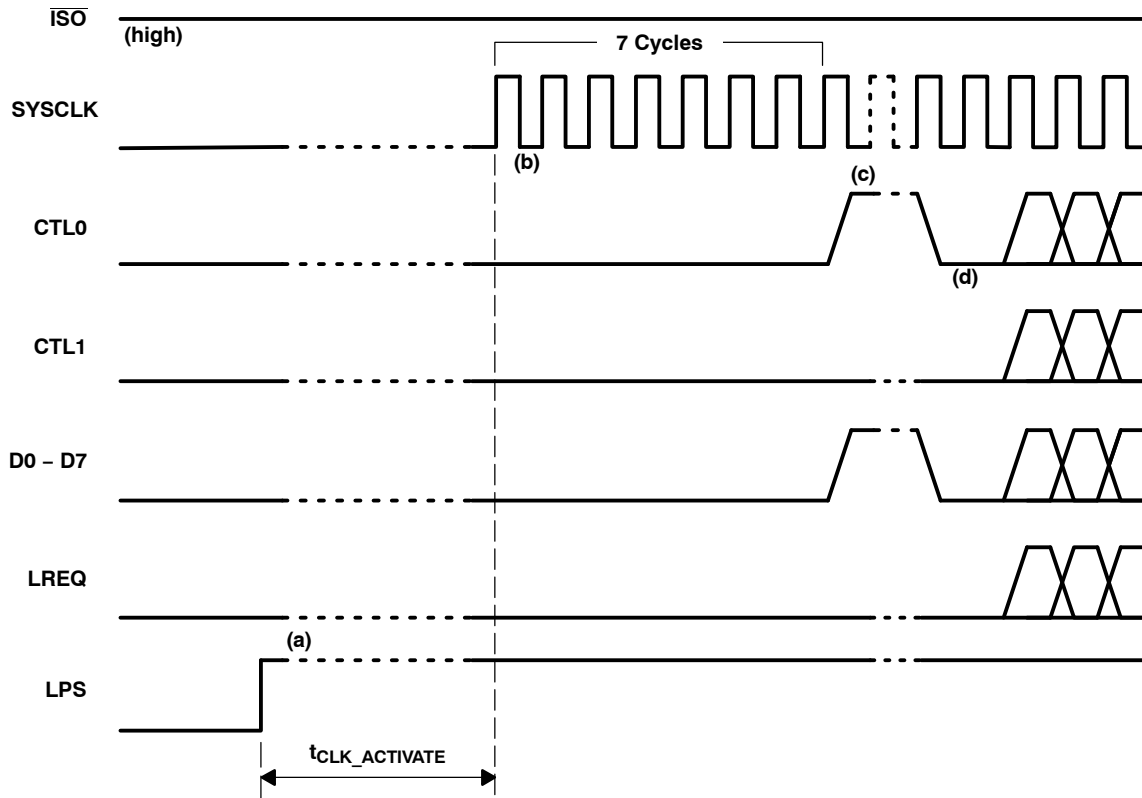 ISO
(high)
7 Cycles
SYSCLK
(b)
(c)
CTL0
(d)
CTL1
D0 – D7
LREQ
(a)
LPS
tCLK_ACTIVATE